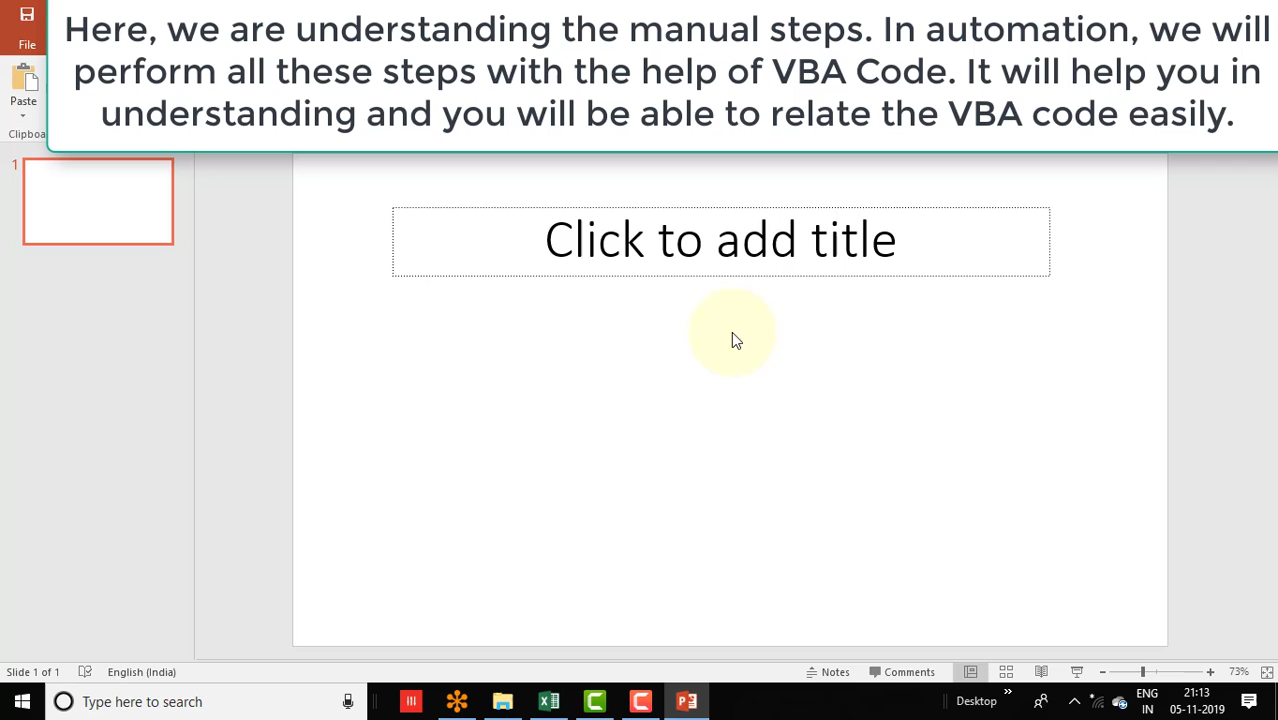 Here, we are understanding the manual steps. In automation, we will
perform all these steps with the help of VBA Code. It will help you in
understanding and you will be able to relate the VBA code easily.
File
Paste
Clipboa
1
Click to add title
Slide 1 of 1
English (India)
Notes
Comments
73%
Type here to search
Desktop
ENG
IN
21:13
05-11-2019